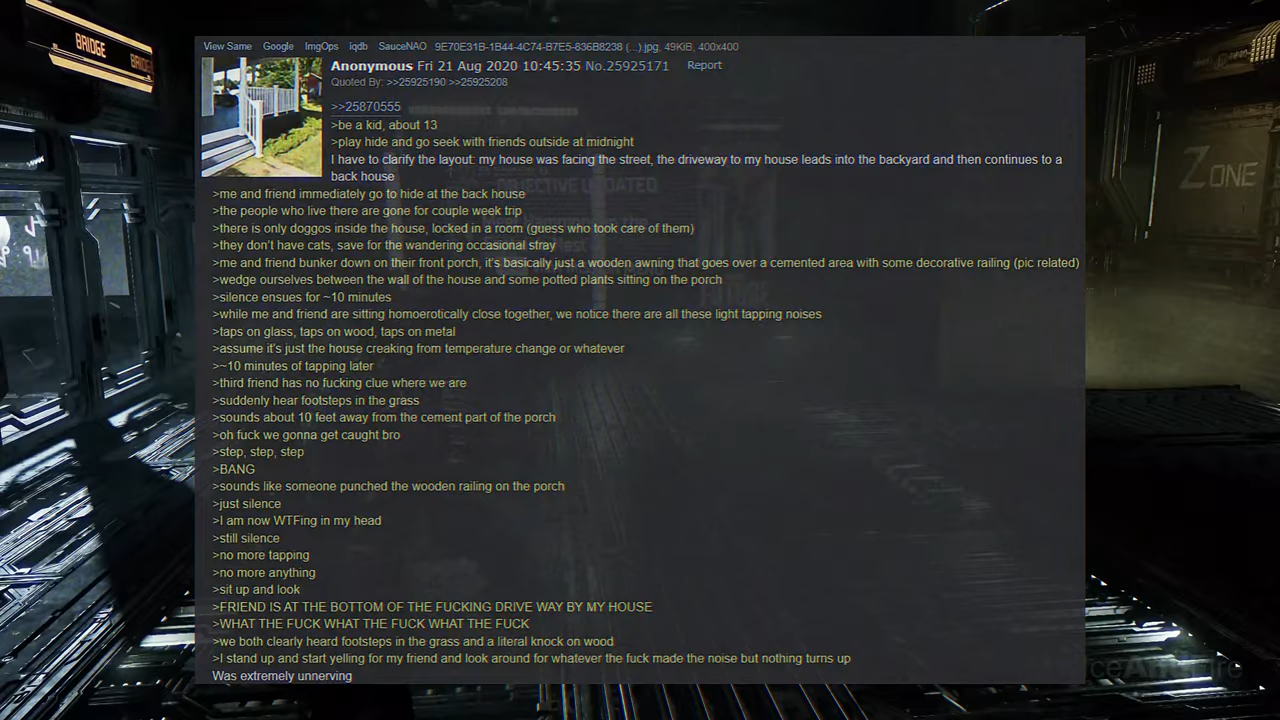 BRIDGE
View Same Google ImgOps iqdb SauceNAO 9E70E31B-1B44-4C74-B7E5-836B8238 (...).jpg, 49KiB, 400x400
Anonymous Fri 21 Aug 2020 10:45:35 No.25925171 Report
Quoted By: >>25925190 >>25925208
>>25870555
>be a kid, about 13
>play hide and go seek with friends outside at midnight
I have to clarify the layout: my house was facing the street, the driveway to my house leads into the backyard and then continues to a
back house
>me and friend immediately go to hide at the back house
>the people who live there are gone for couple week trip
>there is only doggos inside the house, locked in a room (guess who took care of them)
>they don't have cats, save for the wandering occasional stray
>me and friend bunker down on their front porch, it's basically just a wooden awning that goes over a cemented area with some decorative railing (pic related)
>wedge ourselves between the wall of the house and some potted plants sitting on the porch
>silence ensues for ~10 minutes
>while me and friend are sitting homoerotically close together, we notice there are all these light tapping noises
>taps on glass, taps on wood, taps on metal
>assume it's just the house creaking from temperature change or whatever
>~10 minutes of tapping later
>third friend has no fucking clue where we are
>suddenly hear footsteps in the grass
>sounds about 10 feet away from the cement part of the porch
>oh fuck we gonna get caught bro
>step, step, step
>BANG
>sounds like someone punched the wooden railing on the porch
>just silence
>I am now WTFing in my head
>still silence
>no more tapping
>no more anything
>sit up and look
>FRIEND IS AT THE BOTTOM OF THE FUCKING DRIVE WAY BY MY HOUSE
>WHAT THE FUCK WHAT THE FUCK WHAT THE FUCK
>we both clearly heard footsteps in the grass and a literal knock on wood
>I stand up and start yelling for my friend and look around for whatever the fuck made the noise but nothing turns up
Was extremely unnerving
ZONE